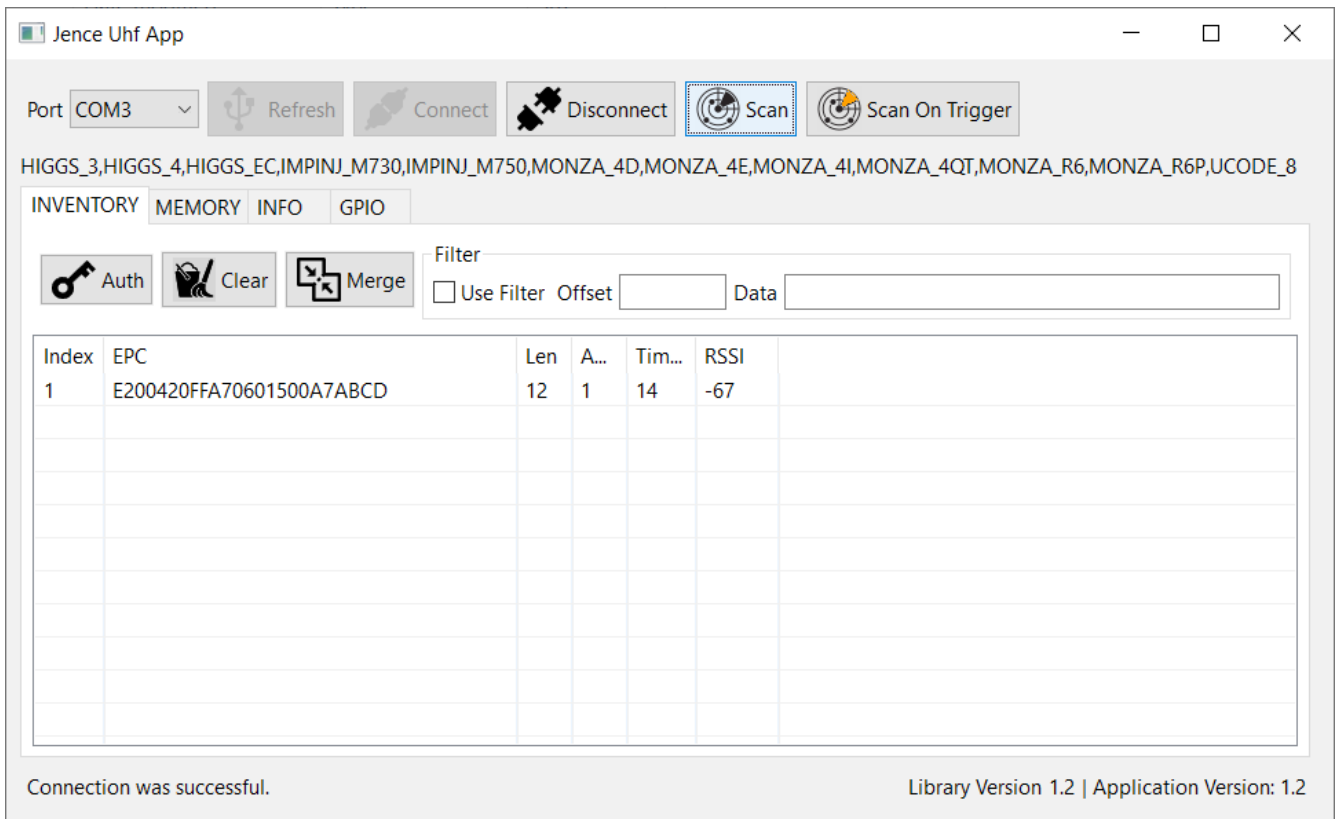 Jence Uhf App
Port COM3 Refresh Connect Disconnect Scan Scan On Trigger
HIGGS_3,HIGGS_4,HIGGS_EC,IMPINJ_M730,IMPINJ_M750,MONZA_4D,MONZA_4E,MONZA_4I,MONZA_4QT,MONZA_R6,MONZA_R6P,UCODE_8
INVENTORY MEMORY INFO GPIO
Filter
Auth Clear Merge Use Filter Offset Data
Index EPC Len A... Tim... RSSI
1 E200420FFA70601500A7ABCD 12 1 14 -67
Connection was successful. Library Version 1.2 | Application Version: 1.2